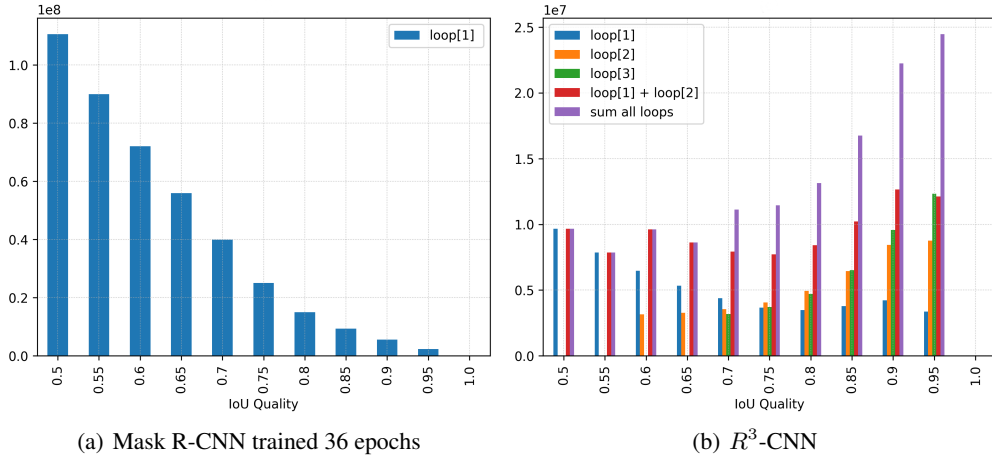 1e8
loop[1]
1.0
0.8
0.6
0.4
0.2
0.0
0.5 0.55 0.6 0.65 0.7 0.75 0.8 0.85 0.9 0.95 1.0
IoU Quality
(a) Mask R-CNN trained 36 epochs
1e7
loop[1]
loop[2]
loop[3]
loop[1] + loop[2]
sum all loops
2.5
2.0
1.5
1.0
0.5
0.0
0.5 0.55 0.6 0.65 0.7 0.75 0.8 0.85 0.9 0.95 1.0
IoU Quality
(b) R³-CNN